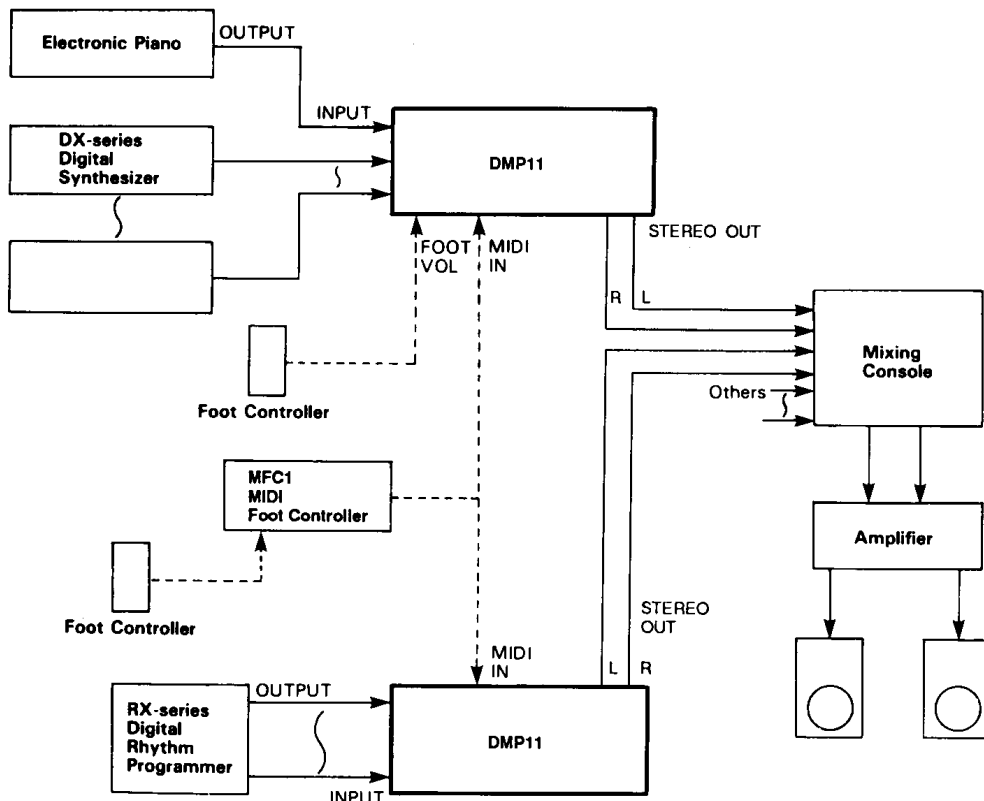 Electronic Piano
OUTPUT
INPUT
DX-series
Digital
Synthesizer
DMP11
FOOT
VOL
MIDI
IN
STEREO OUT
R
L
Foot Controller
Mixing
Console
Others
MFC1
MIDI
Foot Controller
Amplifier
Foot Controller
STEREO
OUT
MIDI
IN
L
R
RX-series
Digital
Rhythm
Programmer
OUTPUT
INPUT
DMP11